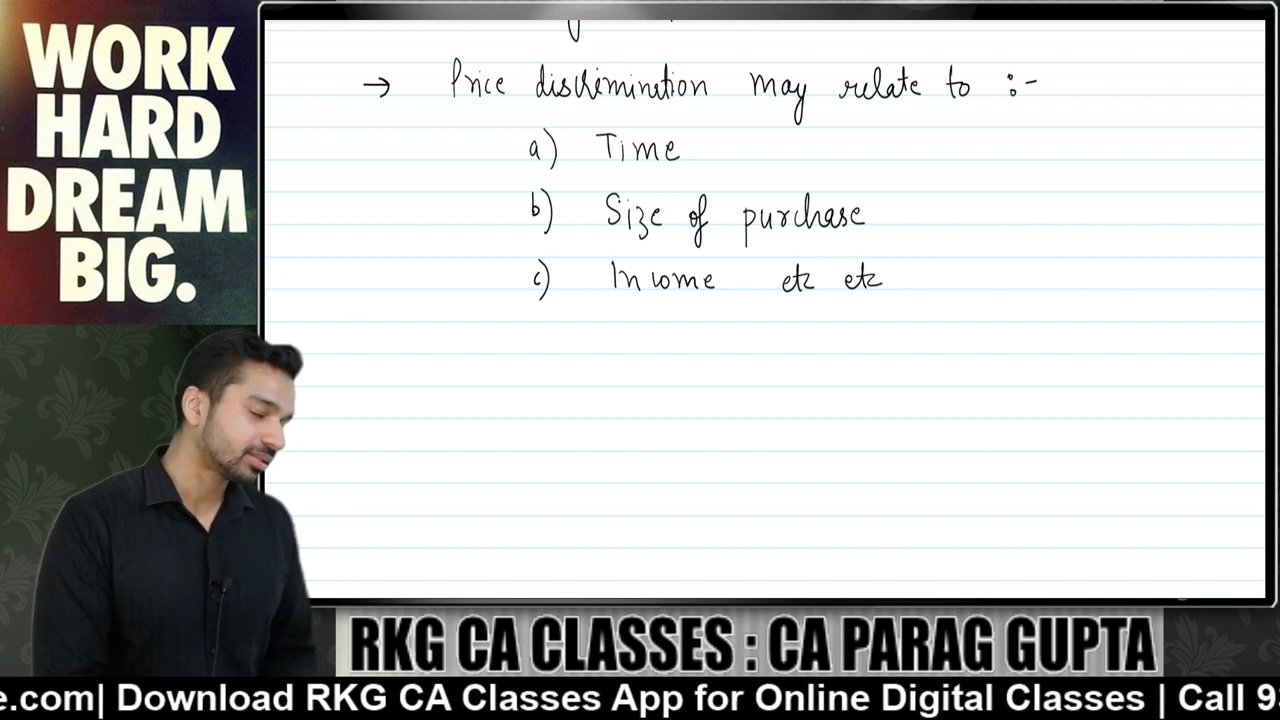 WORK
HARD
DREAM
BIG.
→ Price discrimination may relate to :-
a) Time
b) Size of purchase
c) Income etc etc
RKG CA CLASSES : CA PARAG GUPTA
e.com| Download RKG CA Classes App for Online Digital Classes | Call 9